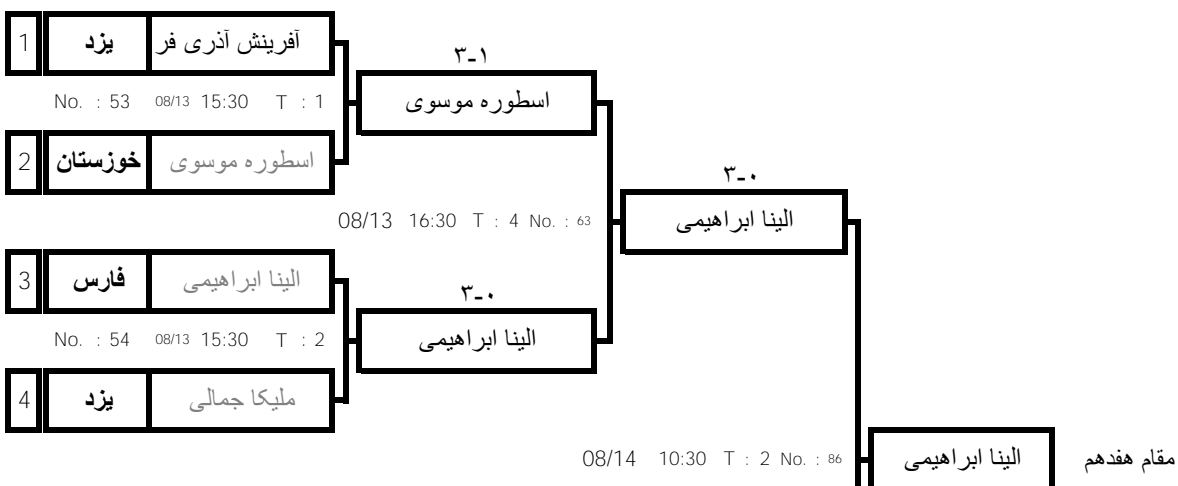 1 یزد آفرینش آذری فر
۳-۱
No. : 53 08/13 15:30 T : 1
اسطوره موسوی
2 خوزستان اسطوره موسوی
۳-۰
08/13 16:30 T : 4 No. : 63
الینا ابراهیمی
3 فارس الینا ابراهیمی
۳-۰
No. : 54 08/13 15:30 T : 2
الینا ابراهیمی
4 یزد ملیکا جمالی
08/14 10:30 T : 2 No. : 86
الینا ابراهیمی
مقام هفدهم